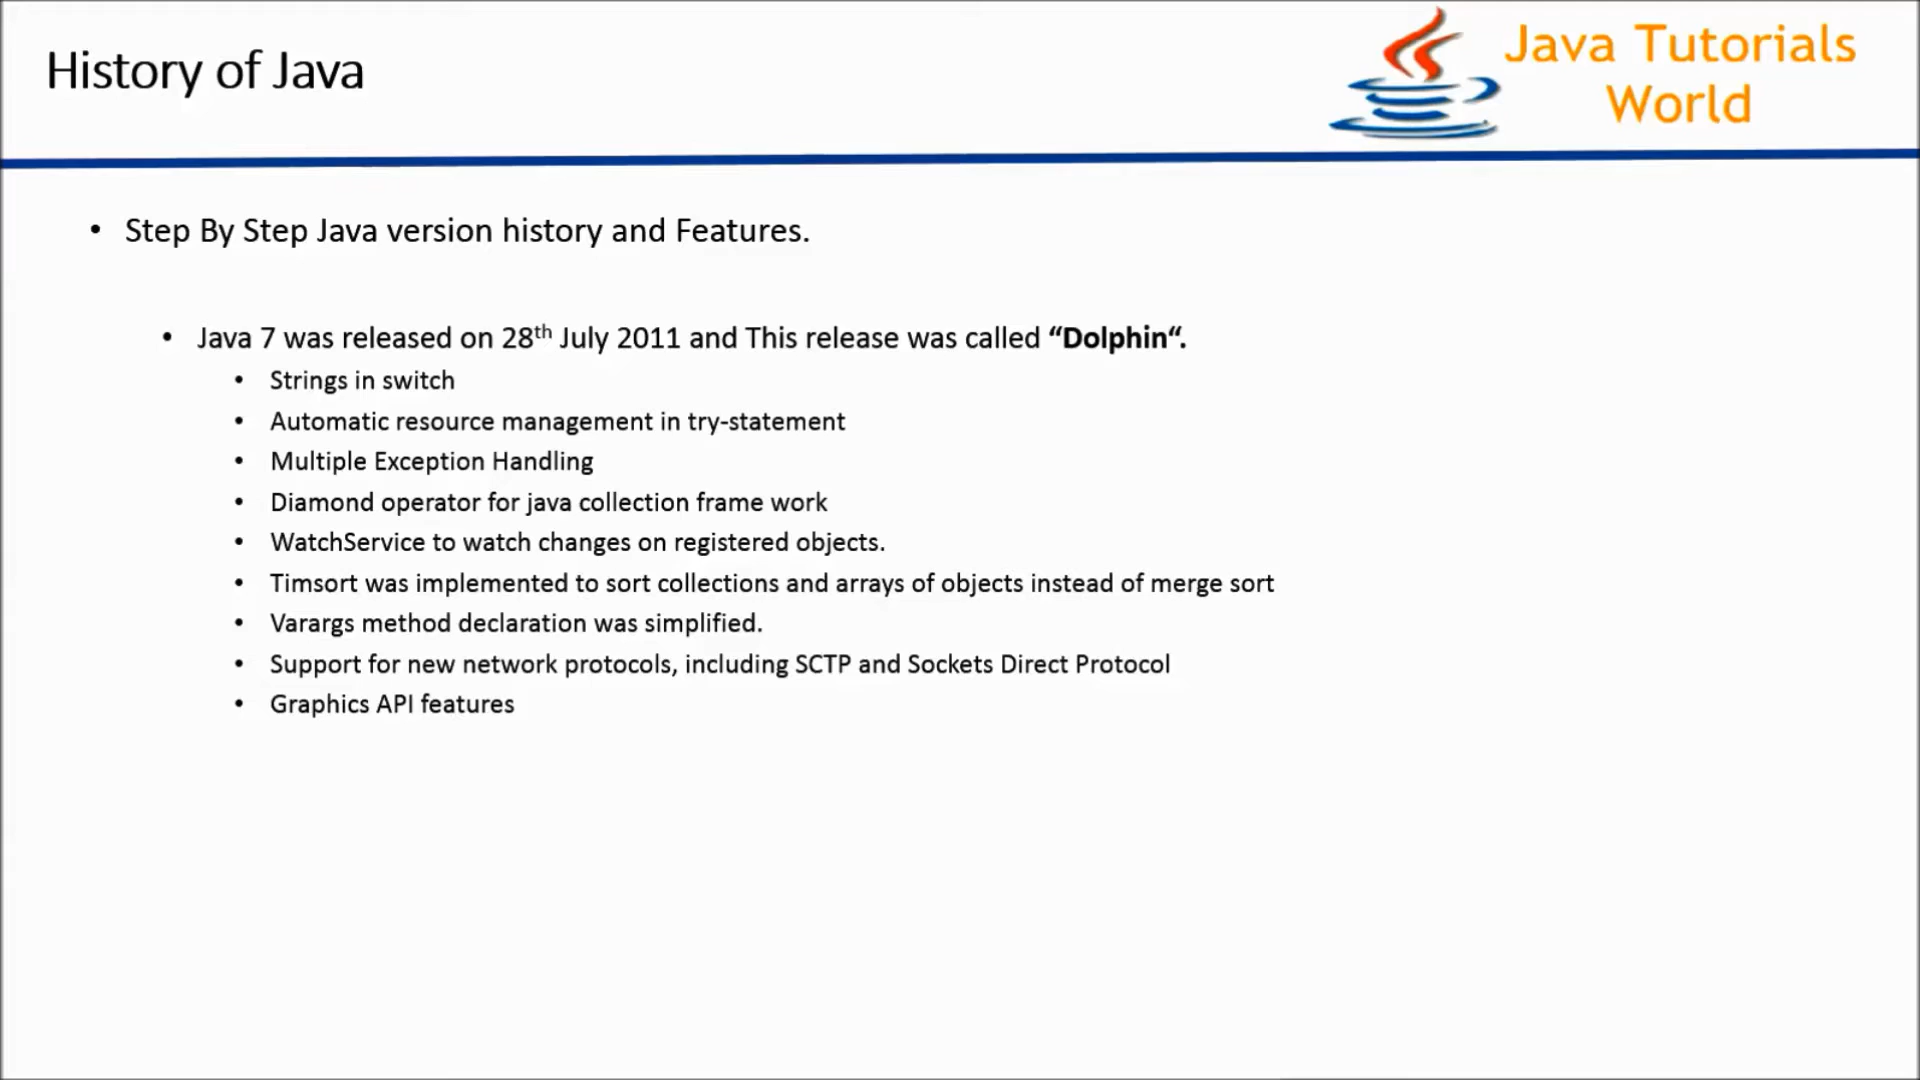 History of Java
Java Tutorials
World
• Step By Step Java version history and Features.
• Java 7 was released on 28th July 2011 and This release was called “Dolphin“.
• Strings in switch
• Automatic resource management in try-statement
• Multiple Exception Handling
• Diamond operator for java collection frame work
• WatchService to watch changes on registered objects.
• Timsort was implemented to sort collections and arrays of objects instead of merge sort
• Varargs method declaration was simplified.
• Support for new network protocols, including SCTP and Sockets Direct Protocol
• Graphics API features